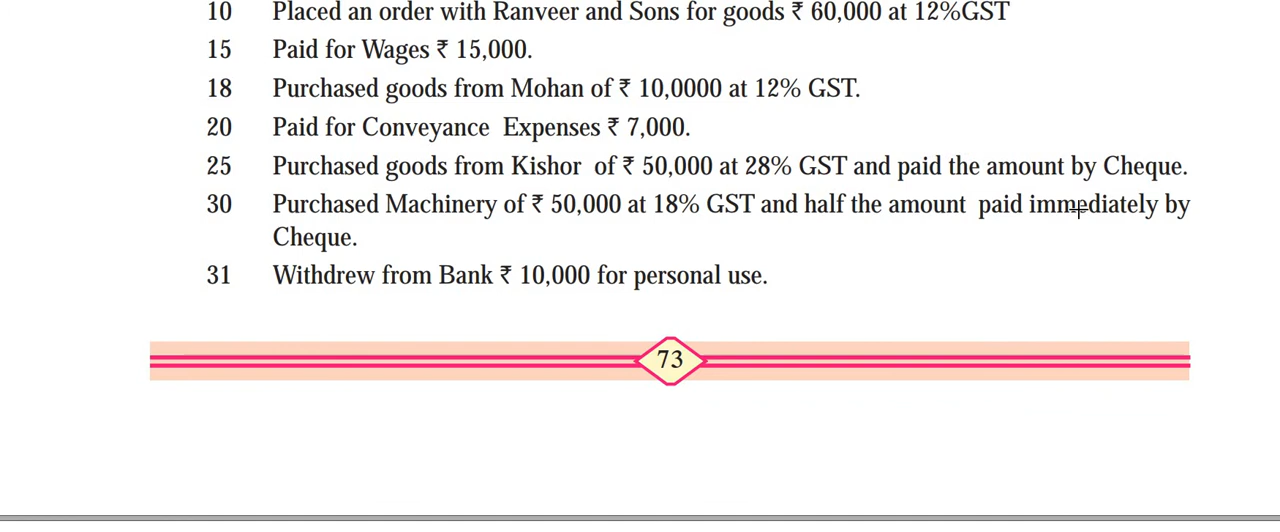 10 Placed an order with Ranveer and Sons for goods ₹ 60,000 at 12%GST
15 Paid for Wages ₹ 15,000.
18 Purchased goods from Mohan of ₹ 10,0000 at 12% GST.
20 Paid for Conveyance Expenses ₹ 7,000.
25 Purchased goods from Kishor of ₹ 50,000 at 28% GST and paid the amount by Cheque.
30 Purchased Machinery of ₹ 50,000 at 18% GST and half the amount paid immediately by
Cheque.
31 Withdrew from Bank ₹ 10,000 for personal use.
73